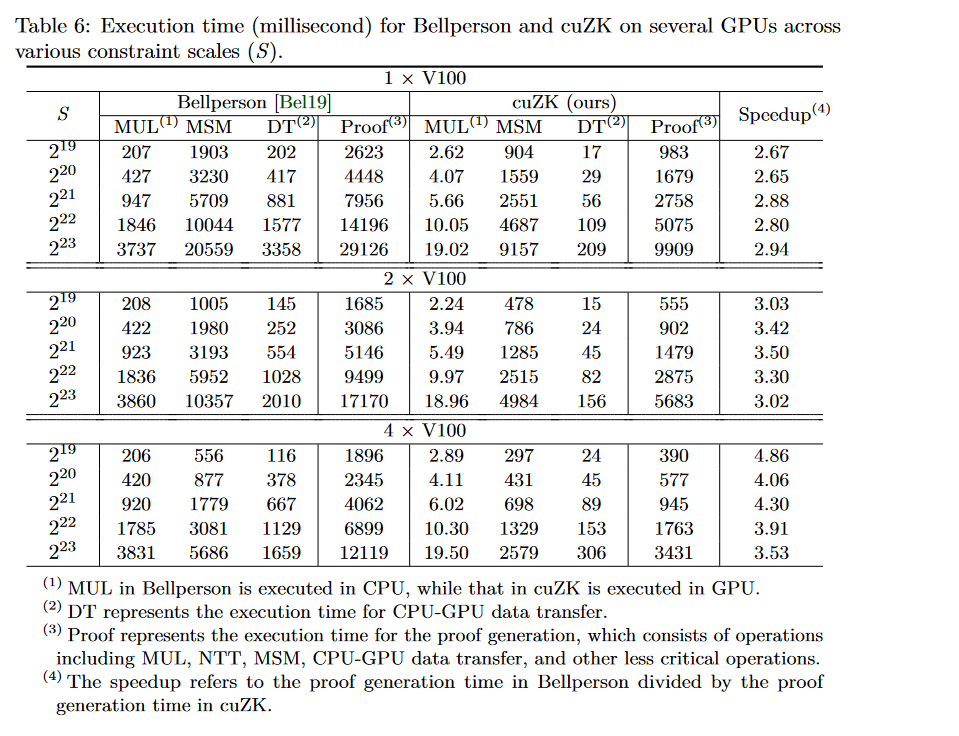 Table 6: Execution time (millisecond) for Bellperson and cuZK on several GPUs across
various constraint scales (S).
1 × V100
S Bellperson [Bel19] cuZK (ours) Speedup(4)
MUL(1) MSM DT(2) Proof(3) MUL(1) MSM DT(2) Proof(3)
2^19 207 1903 202 2623 2.62 904 17 983 2.67
2^20 427 3230 417 4448 4.07 1559 29 1679 2.65
2^21 947 5709 881 7956 5.66 2551 56 2758 2.88
2^22 1846 10044 1577 14196 10.05 4687 109 5075 2.80
2^23 3737 20559 3358 29126 19.02 9157 209 9909 2.94
2 × V100
2^19 208 1005 145 1685 2.24 478 15 555 3.03
2^20 422 1980 252 3086 3.94 786 24 902 3.42
2^21 923 3193 554 5146 5.49 1285 45 1479 3.50
2^22 1836 5952 1028 9499 9.97 2515 82 2875 3.30
2^23 3860 10357 2010 17170 18.96 4984 156 5683 3.02
4 × V100
2^19 206 556 116 1896 2.89 297 24 390 4.86
2^20 420 877 378 2345 4.11 431 45 577 4.06
2^21 920 1779 667 4062 6.02 698 89 945 4.30
2^22 1785 3081 1129 6899 10.30 1329 153 1763 3.91
2^23 3831 5686 1659 12119 19.50 2579 306 3431 3.53
(1) MUL in Bellperson is executed in CPU, while that in cuZK is executed in GPU.
(2) DT represents the execution time for CPU-GPU data transfer.
(3) Proof represents the execution time for the proof generation, which consists of operations
including MUL, NTT, MSM, CPU-GPU data transfer, and other less critical operations.
(4) The speedup refers to the proof generation time in Bellperson divided by the proof
generation time in cuZK.